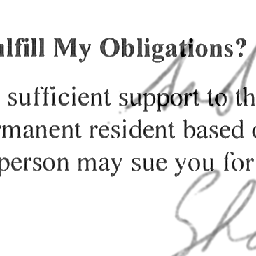 ulfill My Obligations?
sufficient support to th
rmanent resident based
person may sue you for